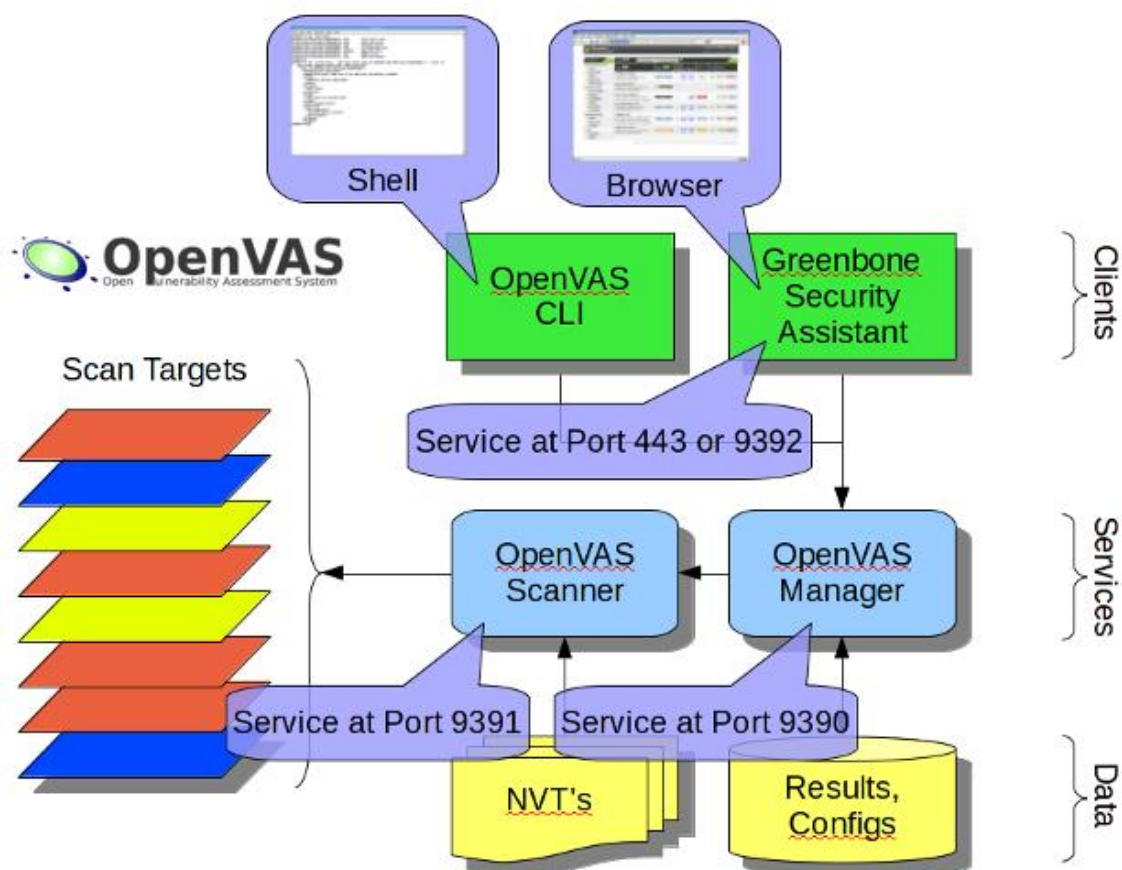 Shell
Browser
OpenVAS
Open Vulnerability Assessment System
OpenVAS
CLI
Greenbone
Security
Assistant
Clients
Scan Targets
Service at Port 443 or 9392
OpenVAS
Scanner
OpenVAS
Manager
Services
Service at Port 9391
Service at Port 9390
NVT's
Results,
Configs
Data